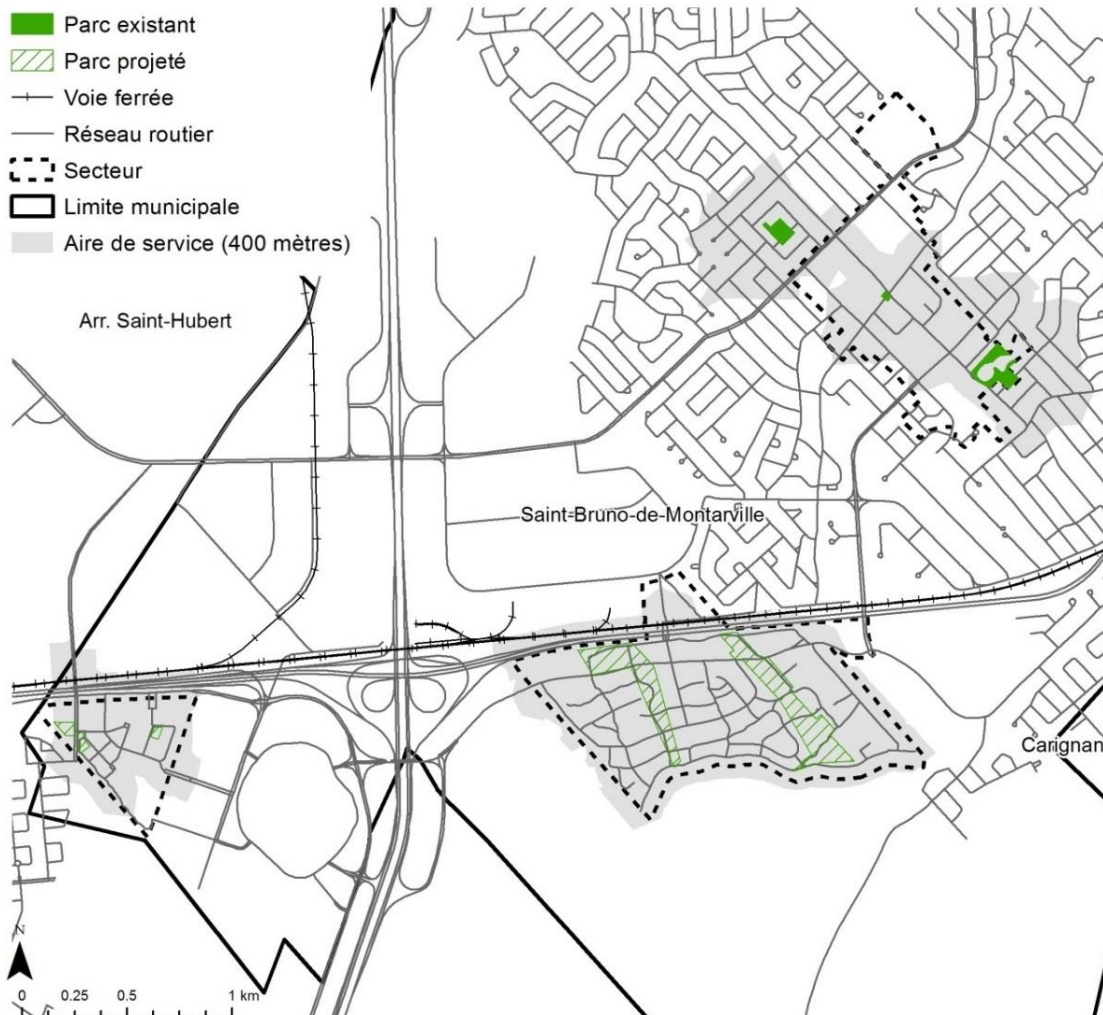 Parc existant
Parc projeté
Voie ferrée
Réseau routier
Secteur
Limite municipale
Aire de service (400 mètres)
Arr. Saint-Hubert
Saint-Bruno-de-Montarville
Carignan
N
0 0.25 0.5 1 km